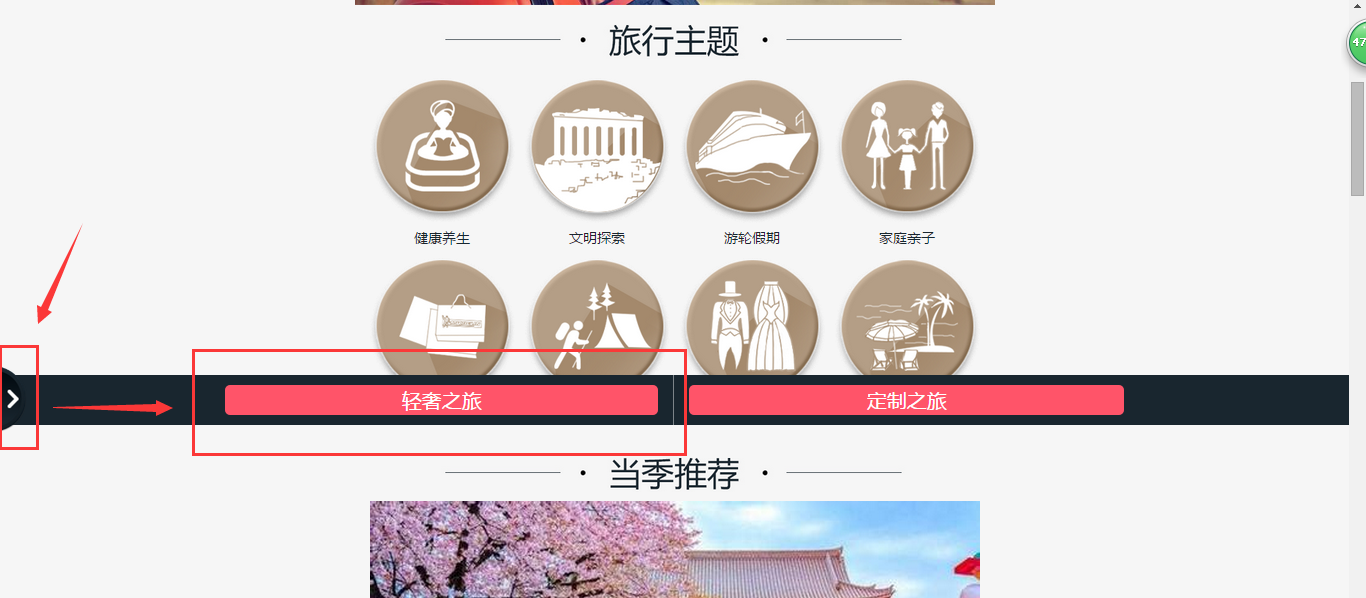 · 旅行主题 ·
47
健康养生 文明探索 游轮假期 家庭亲子
轻奢之旅 定制之旅
· 当季推荐 ·